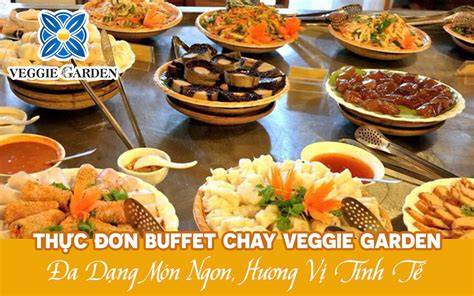 VEGGIE GARDEN
THỰC ĐƠN BUFFET CHAY VEGGIE GARDEN
Đa Dạng Món Ngon, Hương Vị Tinh Tế